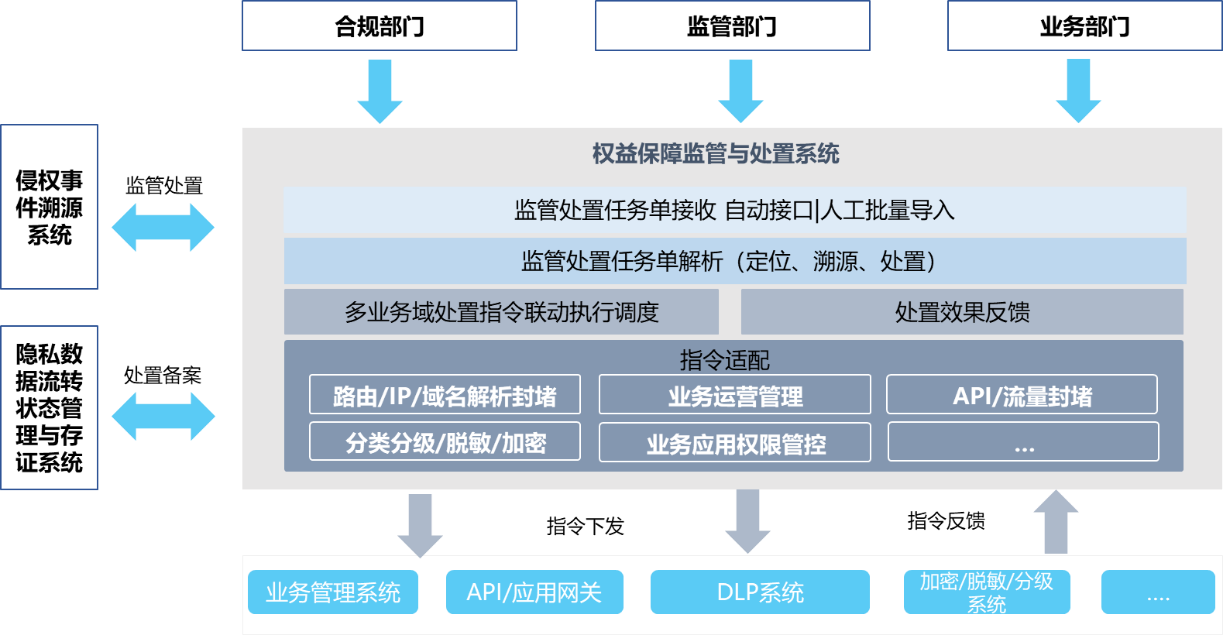 合规部门
监管部门
业务部门
侵权事
件溯源
系统
监管处置
隐私数
据流转
状态管
理与存
证系统
处置备案
权益保障监管与处置系统
监管处置任务单接收 自动接口|人工批量导入
监管处置任务单解析（定位、溯源、处置）
多业务域处置指令联动执行调度
处置效果反馈
指令适配
路由/IP/域名解析封堵
业务运营管理
API/流量封堵
分类分级/脱敏/加密
业务应用权限管控
...
指令下发
指令反馈
业务管理系统
API/应用网关
DLP系统
加密/脱敏/分级
系统
....